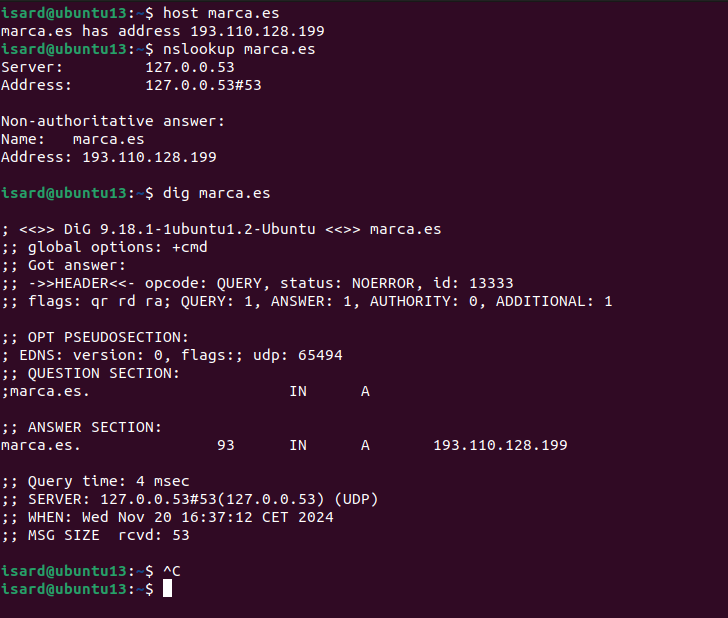 isard@ubuntu13:~$ host marca.es
marca.es has address 193.110.128.199
isard@ubuntu13:~$ nslookup marca.es
Server:         127.0.0.53
Address:        127.0.0.53#53

Non-authoritative answer:
Name:   marca.es
Address: 193.110.128.199

isard@ubuntu13:~$ dig marca.es

; <<>> DiG 9.18.1-1ubuntu1.2-Ubuntu <<>> marca.es
;; global options: +cmd
;; Got answer:
;; ->>HEADER<<- opcode: QUERY, status: NOERROR, id: 13333
;; flags: qr rd ra; QUERY: 1, ANSWER: 1, AUTHORITY: 0, ADDITIONAL: 1

;; OPT PSEUDOSECTION:
; EDNS: version: 0, flags:; udp: 65494
;; QUESTION SECTION:
;marca.es.                      IN      A

;; ANSWER SECTION:
marca.es.               93      IN      A       193.110.128.199

;; Query time: 4 msec
;; SERVER: 127.0.0.53#53(127.0.0.53) (UDP)
;; WHEN: Wed Nov 20 16:37:12 CET 2024
;; MSG SIZE  rcvd: 53

isard@ubuntu13:~$ ^C
isard@ubuntu13:~$